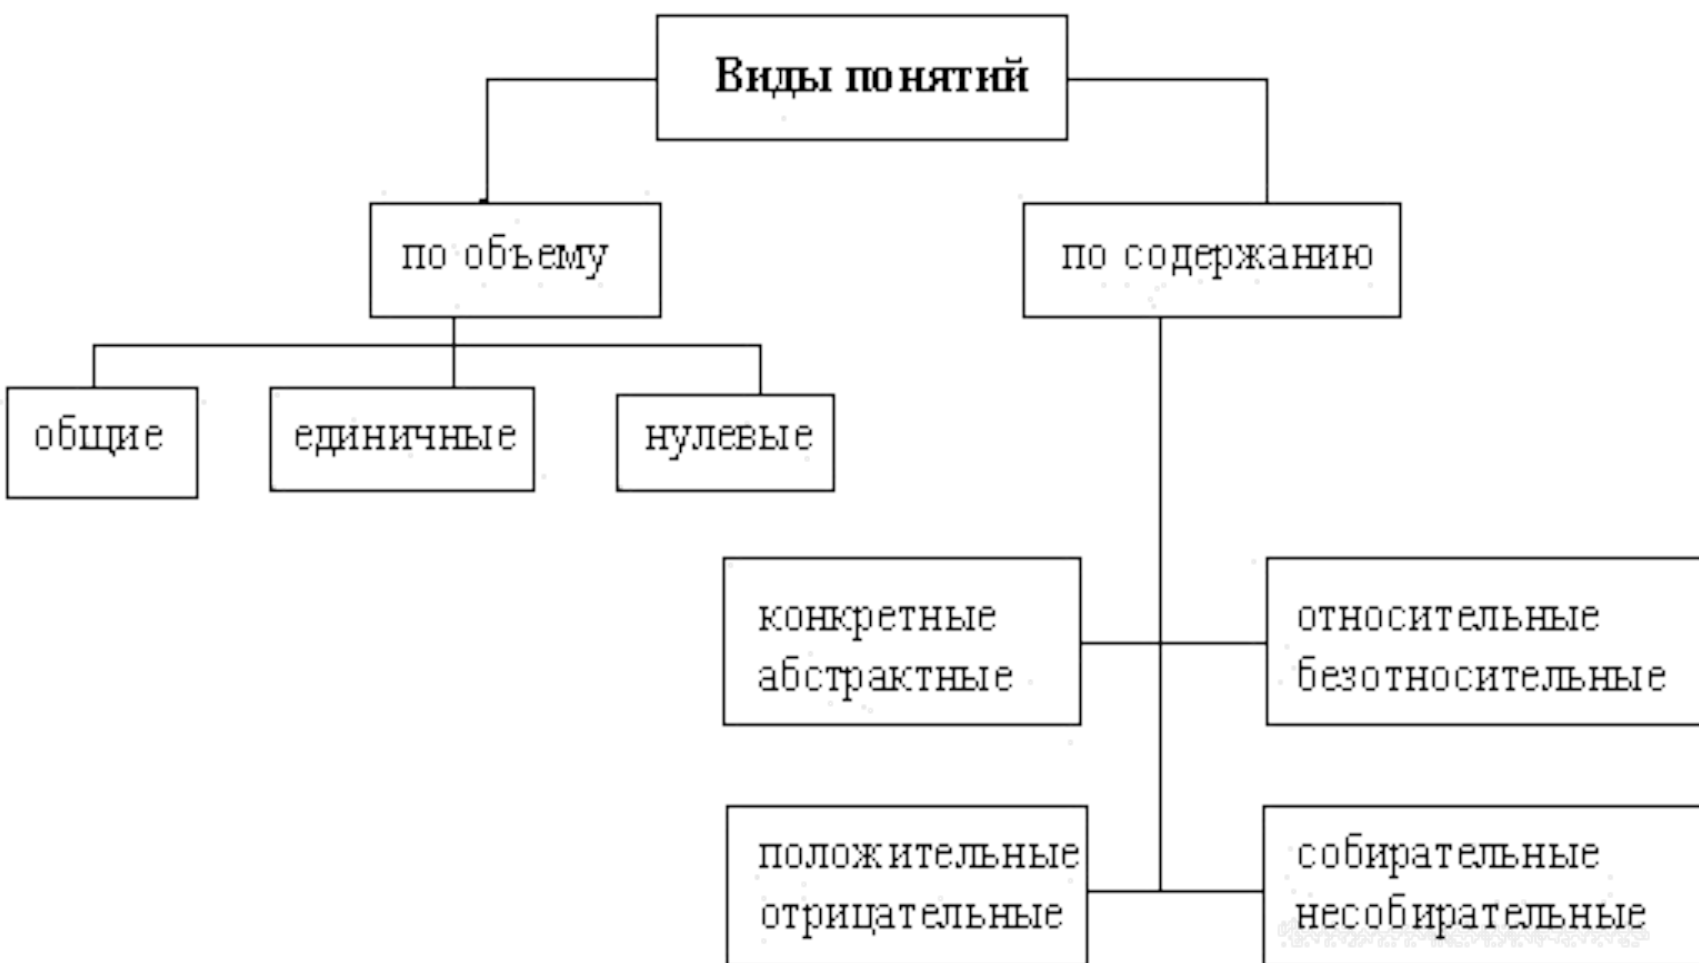 Виды понятий
по объему
по содержанию
общие
единичные
нулевые
конкретные
абстрактные
относительные
безотносительные
положительные
отрицательные
собирательные
несобирательные